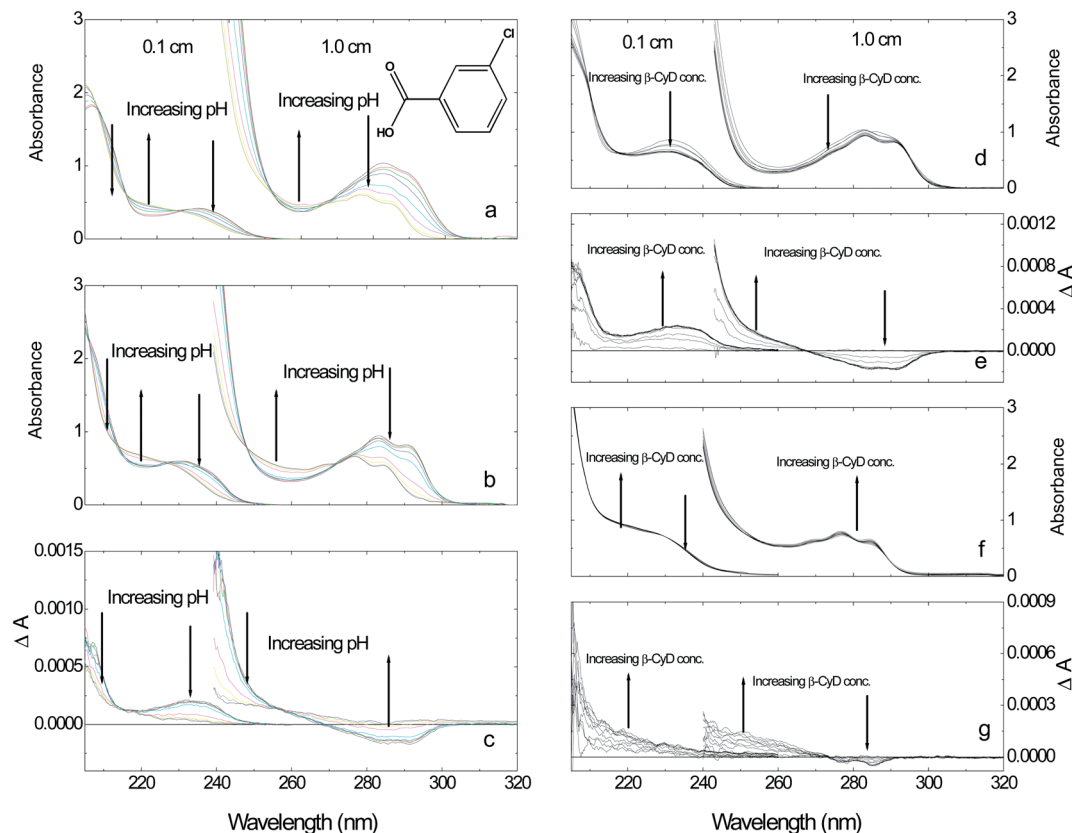 3
2
1
0
Absorbance
0.1 cm
1.0 cm
Increasing pH
Increasing pH
Cl
O
HO
a
3
2
1
0
Absorbance
Increasing pH
Increasing pH
b
0.0015
0.0010
0.0005
0.0000
Δ A
Increasing pH
Increasing pH
c
220 240 260 280 300 320
Wavelength (nm)
0.1 cm
1.0 cm
Increasing β-CyD conc.
Increasing β-CyD conc.
d
3
2
1
0
Absorbance
Increasing β-CyD conc.
Increasing β-CyD conc.
e
0.0012
0.0008
0.0004
0.0000
Δ A
Increasing β-CyD conc.
Increasing β-CyD conc.
f
3
2
1
0
Absorbance
Increasing β-CyD conc.
Increasing β-CyD conc.
g
0.0009
0.0006
0.0003
0.0000
Δ A
220 240 260 280 300 320
Wavelength (nm)